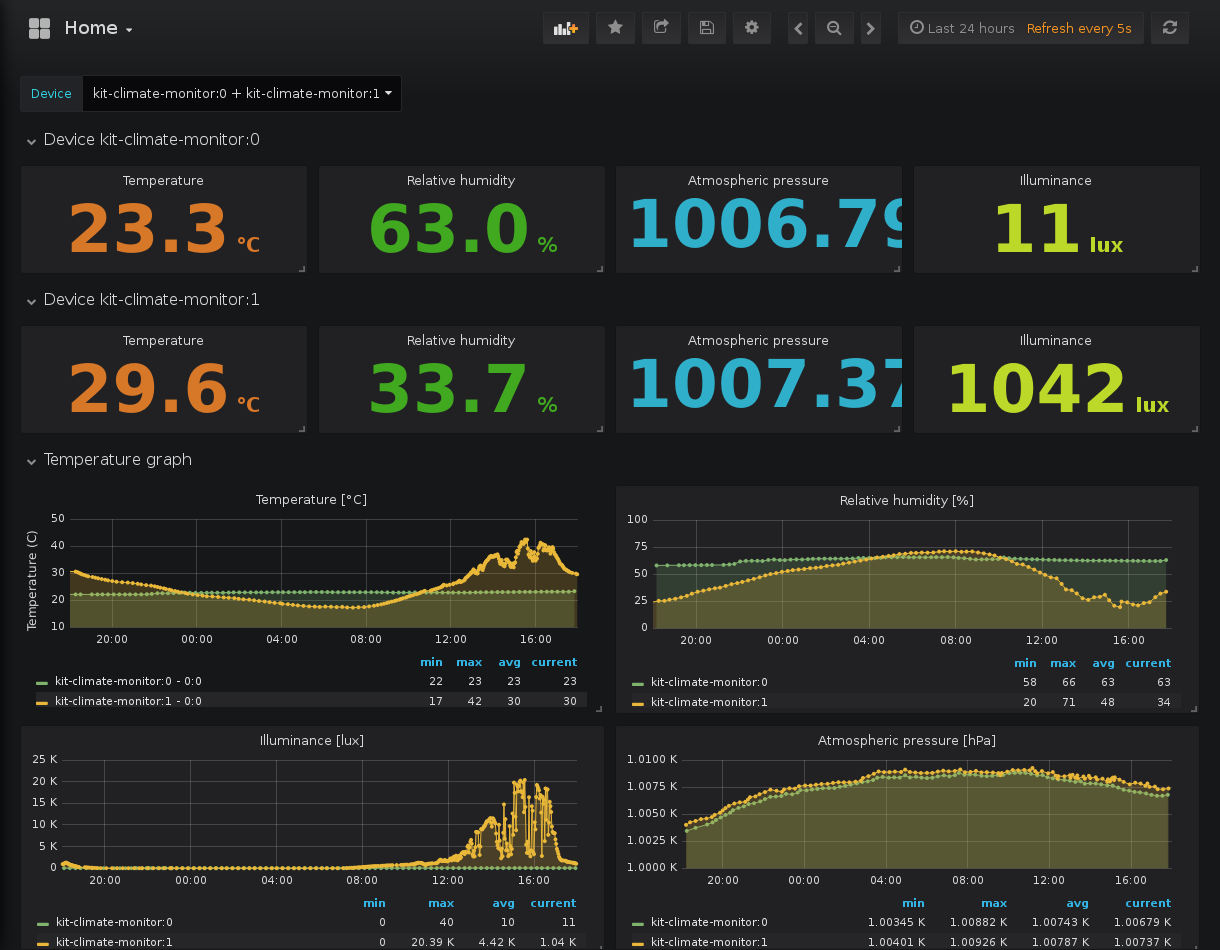 Home
Last 24 hours Refresh every 5s
Device kit-climate-monitor:0 + kit-climate-monitor:1
Device kit-climate-monitor:0
Temperature Relative humidity Atmospheric pressure Illuminance
23.3 °C 63.0 % 1006.79 11 lux
Device kit-climate-monitor:1
Temperature Relative humidity Atmospheric pressure Illuminance
29.6 °C 33.7 % 1007.37 1042 lux
Temperature graph
Temperature [°C]
Temperature (C)
50
40
30
20
10
20:00 00:00 04:00 08:00 12:00 16:00
min max avg current
kit-climate-monitor:0 - 0:0 22 23 23 23
kit-climate-monitor:1 - 0:0 17 42 30 30
Relative humidity [%]
100
75
50
25
0
20:00 00:00 04:00 08:00 12:00 16:00
min max avg current
kit-climate-monitor:0 58 66 63 63
kit-climate-monitor:1 20 71 48 34
Illuminance [lux]
25 K
20 K
15 K
10 K
5 K
0
20:00 00:00 04:00 08:00 12:00 16:00
min max avg current
kit-climate-monitor:0 0 40 10 11
kit-climate-monitor:1 0 20.39 K 4.42 K 1.04 K
Atmospheric pressure [hPa]
1.0100 K
1.0075 K
1.0050 K
1.0025 K
1.0000 K
20:00 00:00 04:00 08:00 12:00 16:00
min max avg current
kit-climate-monitor:0 1.00345 K 1.00882 K 1.00743 K 1.00679 K
kit-climate-monitor:1 1.00401 K 1.00926 K 1.00787 K 1.00737 K